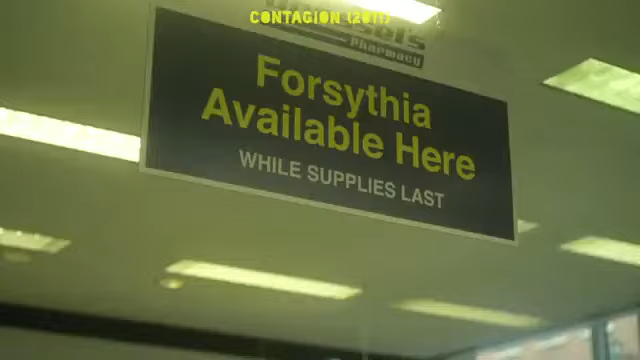 CONTAGION (2011)
Pharmacy
Forsythia
Available Here
WHILE SUPPLIES LAST